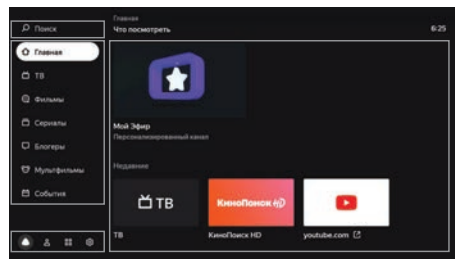 Главная
Поиск
Что посмотреть
6:25
Главная
ТВ
Фильмы
Сериалы
Блогеры
Мультфильмы
События
Мой Эфир
Персонализированный канал
Недавние
ТВ
КиноПоиск HD
ТВ
КиноПоиск HD
youtube.com